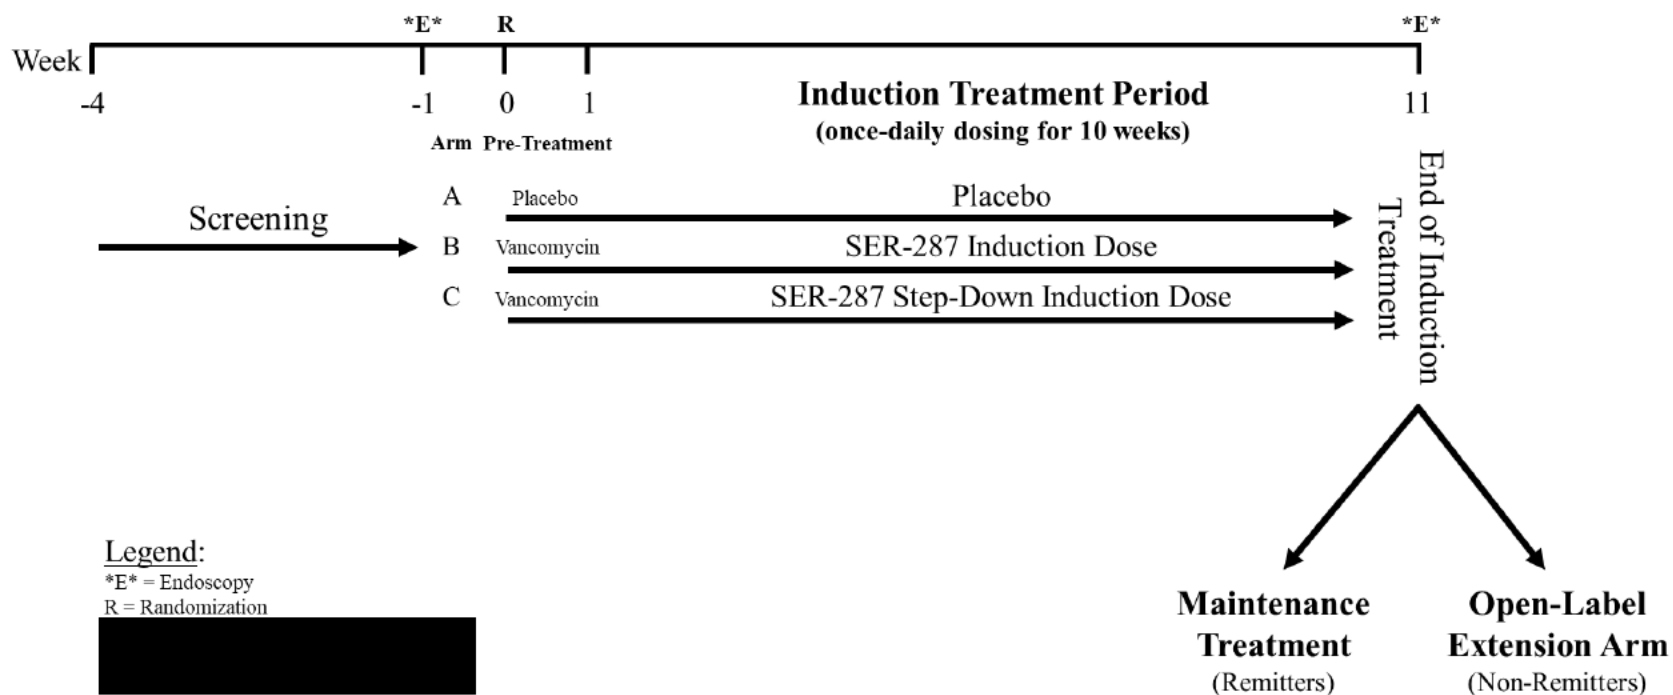 *E* R *E*
Week
-4 -1 0 1 11
Induction Treatment Period
(once-daily dosing for 10 weeks)
Arm Pre-Treatment
A Placebo Placebo
Screening
B Vancomycin SER-287 Induction Dose
C Vancomycin SER-287 Step-Down Induction Dose
End of Induction
Treatment
Legend:
*E* = Endoscopy
R = Randomization
Maintenance
Treatment
(Remitters)
Open-Label
Extension Arm
(Non-Remitters)